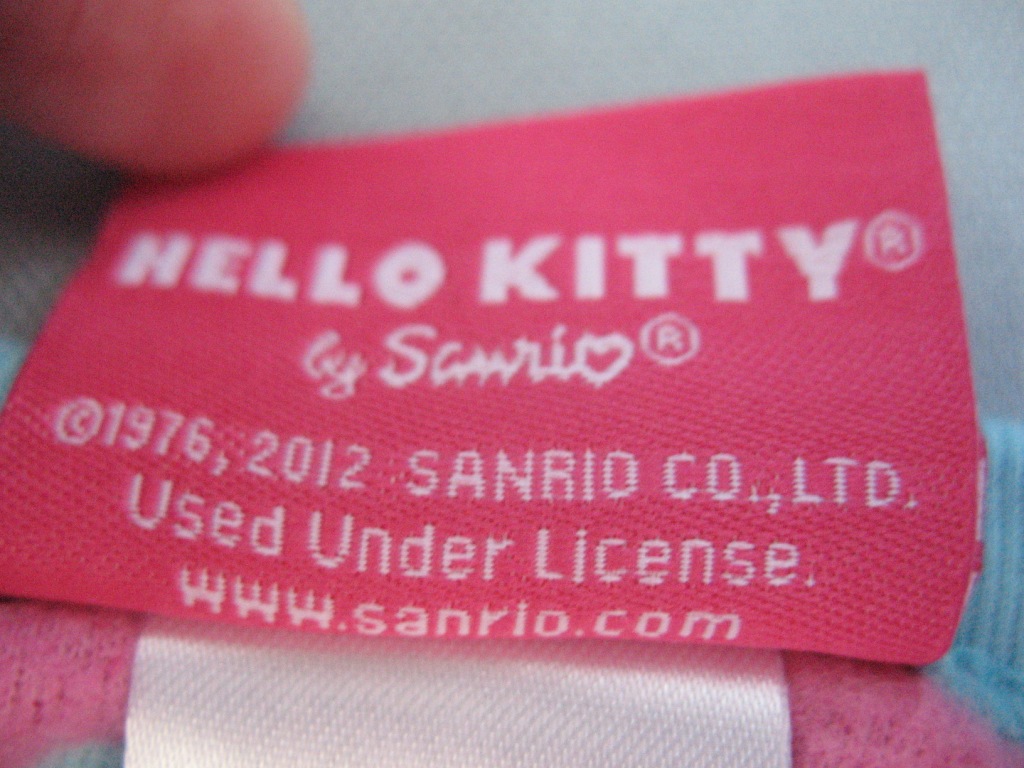 HELLO KITTY®
by Sanrio®
©1976, 2012 SANRIO CO.,LTD.
Used Under License.
www.sanrio.com